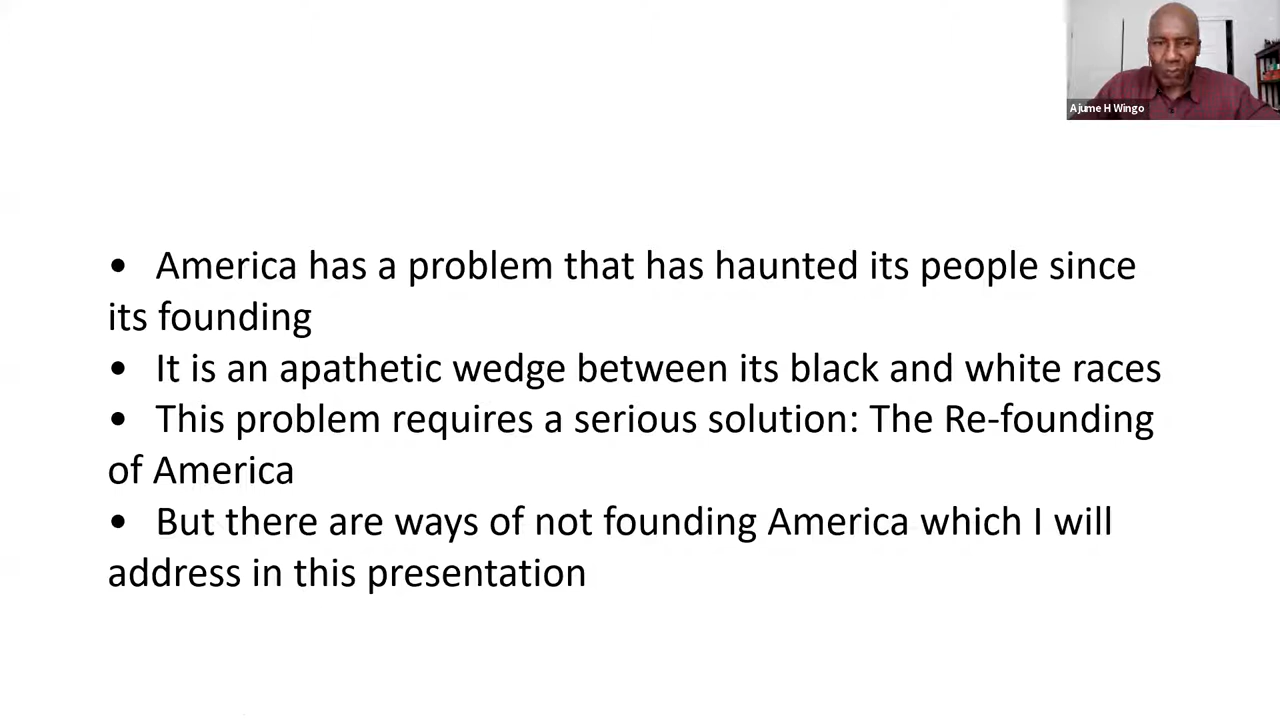 Ajume H Wingo
• America has a problem that has haunted its people since
its founding
• It is an apathetic wedge between its black and white races
• This problem requires a serious solution: The Re-founding
of America
• But there are ways of not founding America which I will
address in this presentation